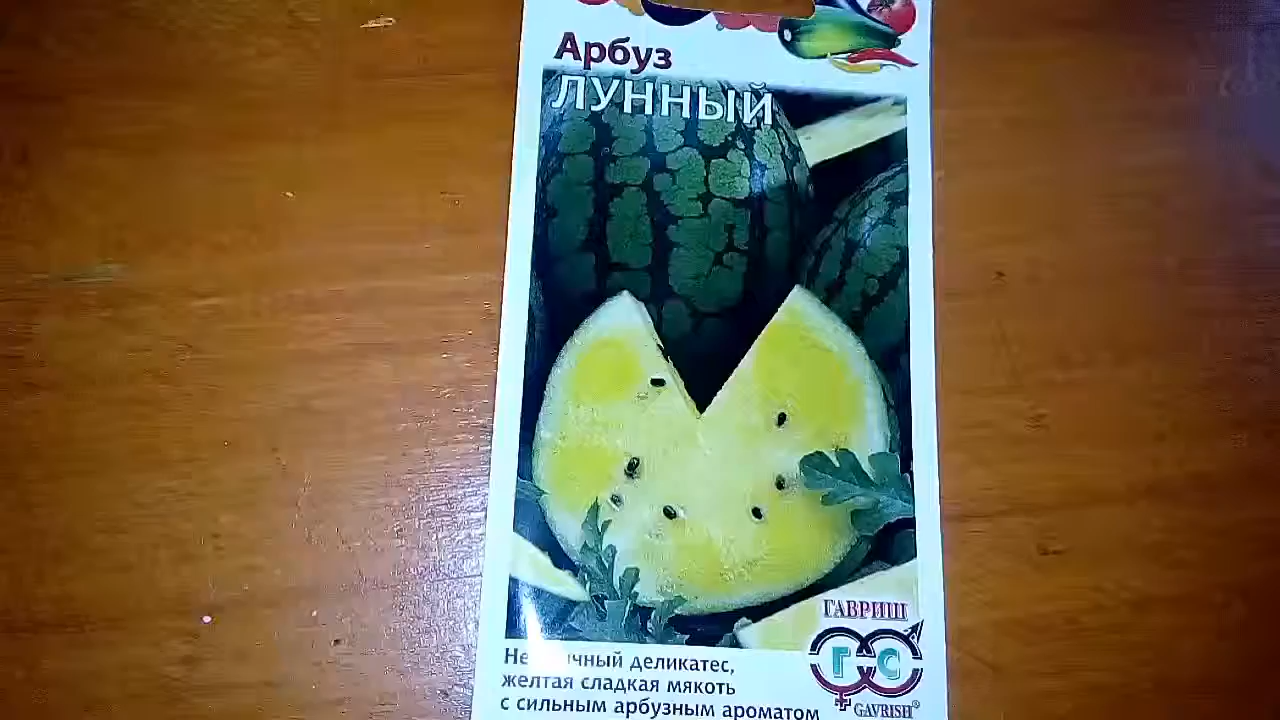 Арбуз
ЛУННЫЙ
ГАВРИШ
ГС
GAVRISH®
деликатес,
желтая сладкая мякоть
с сильным арбузным ароматом